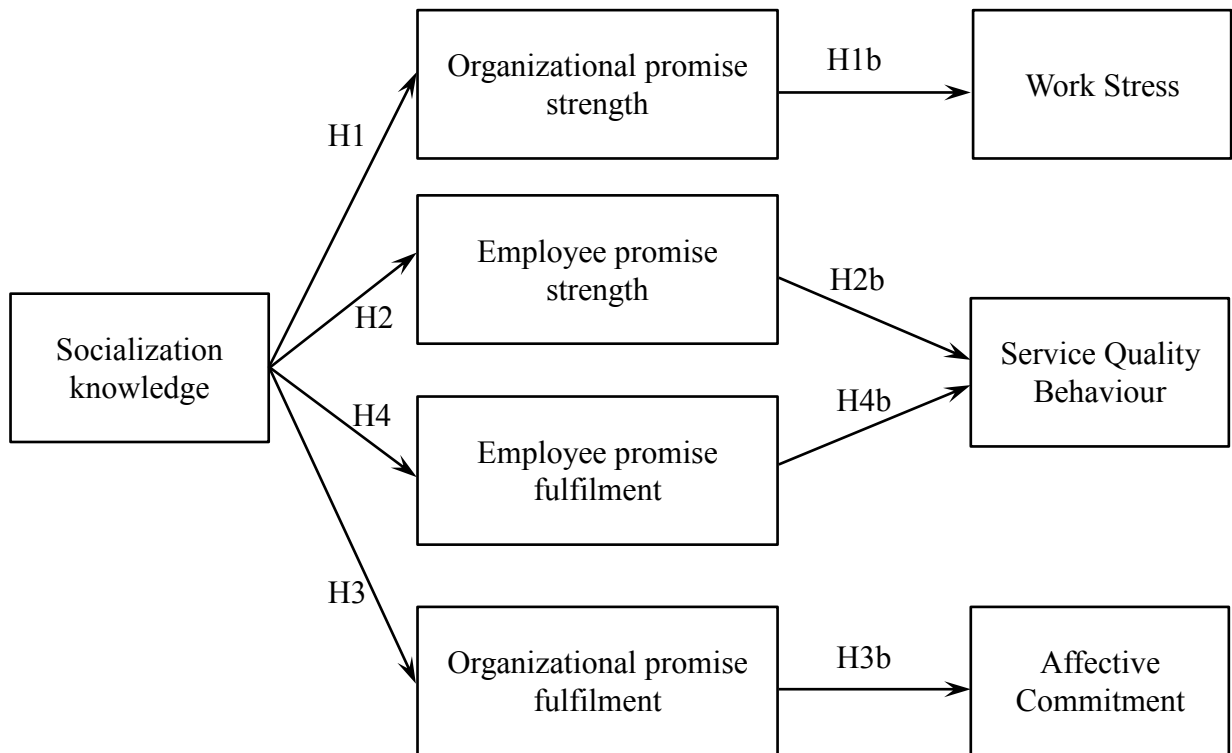 Organizational promise
strength
H1b
Work Stress
H1
Employee promise
strength
H2b
H2
Socialization
knowledge
Service Quality
Behaviour
H4
H4b
Employee promise
fulfilment
H3
Organizational promise
fulfilment
H3b
Affective
Commitment